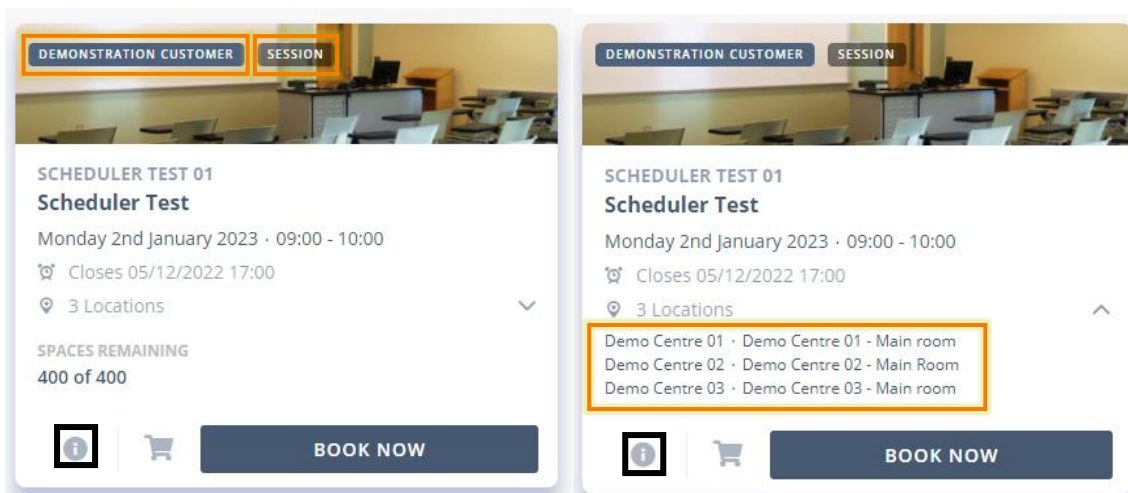 DEMONSTRATION CUSTOMER SESSION
SCHEDULER TEST 01
Scheduler Test
Monday 2nd January 2023 · 09:00 - 10:00
Closes 05/12/2022 17:00
3 Locations
SPACES REMAINING
400 of 400
BOOK NOW
DEMONSTRATION CUSTOMER SESSION
SCHEDULER TEST 01
Scheduler Test
Monday 2nd January 2023 · 09:00 - 10:00
Closes 05/12/2022 17:00
3 Locations
Demo Centre 01 · Demo Centre 01 - Main room
Demo Centre 02 · Demo Centre 02 - Main Room
Demo Centre 03 · Demo Centre 03 - Main room
BOOK NOW